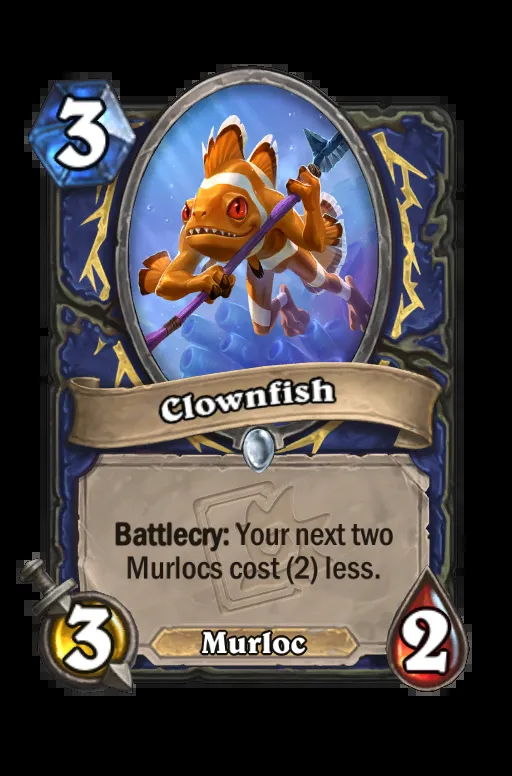 3
Clownfish
Battlecry: Your next two
Murlocs cost (2) less.
3
Murloc
2